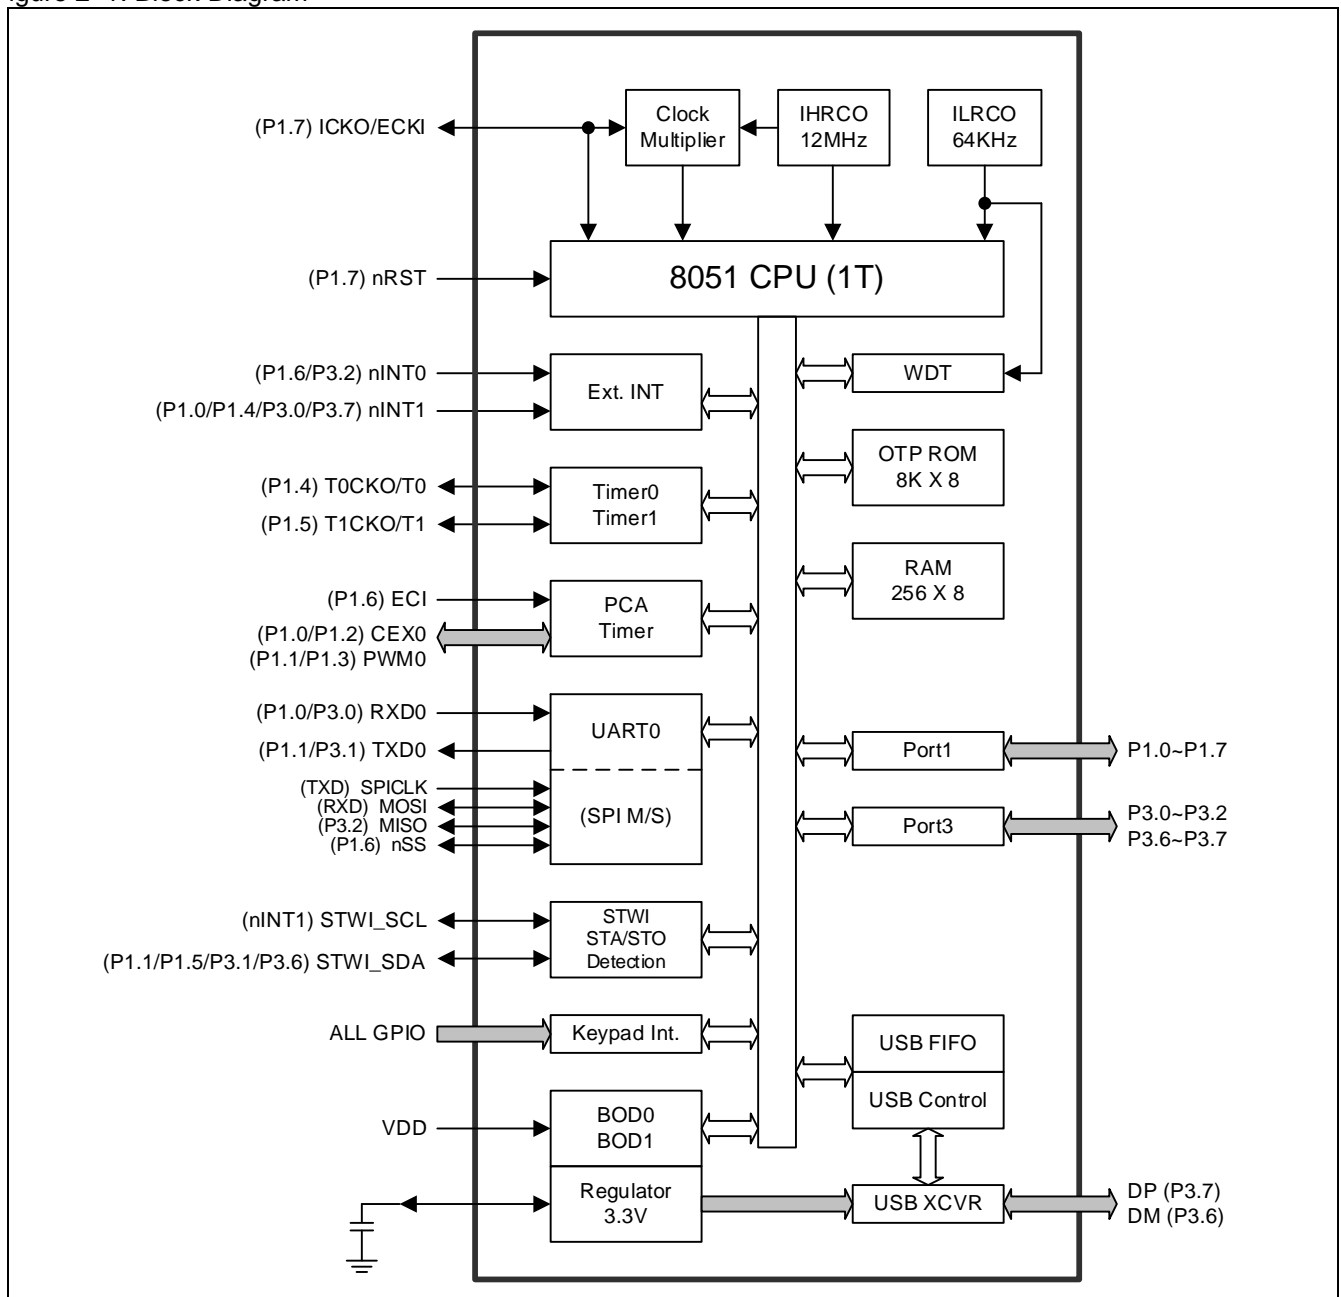 Clock
Multiplier
IHRCO
12MHz
ILRCO
64KHz
(P1.7) ICKO/ECKI
8051 CPU (1T)
(P1.7) nRST
(P1.6/P3.2) nINT0
(P1.0/P1.4/P3.0/P3.7) nINT1
Ext. INT
WDT
OTP ROM
8K X 8
(P1.4) T0CKO/T0
(P1.5) T1CKO/T1
Timer0
Timer1
RAM
256 X 8
(P1.6) ECI
(P1.0/P1.2) CEX0
(P1.1/P1.3) PWM0
PCA
Timer
(P1.0/P3.0) RXD0
(P1.1/P3.1) TXD0
UART0
Port1
P1.0~P1.7
(TXD) SPICLK
(RXD) MOSI
(P3.2) MISO
(P1.6) nSS
(SPI M/S)
Port3
P3.0~P3.2
P3.6~P3.7
(nINT1) STWI_SCL
(P1.1/P1.5/P3.1/P3.6) STWI_SDA
STWI
STA/STO
Detection
ALL GPIO
Keypad Int.
USB FIFO
USB Control
VDD
BOD0
BOD1
Regulator
3.3V
USB XCVR
DP (P3.7)
DM (P3.6)